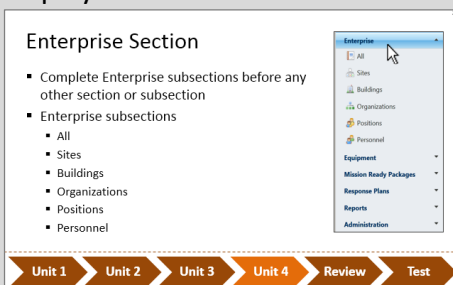 Enterprise Section
▪ Complete Enterprise subsections before any
other section or subsection
▪ Enterprise subsections
▪ All
▪ Sites
▪ Buildings
▪ Organizations
▪ Positions
▪ Personnel
Enterprise
All
Sites
Buildings
Organizations
Positions
Personnel
Equipment
Mission Ready Packages
Response Plans
Reports
Administration
Unit 1
Unit 2
Unit 3
Unit 4
Review
Test